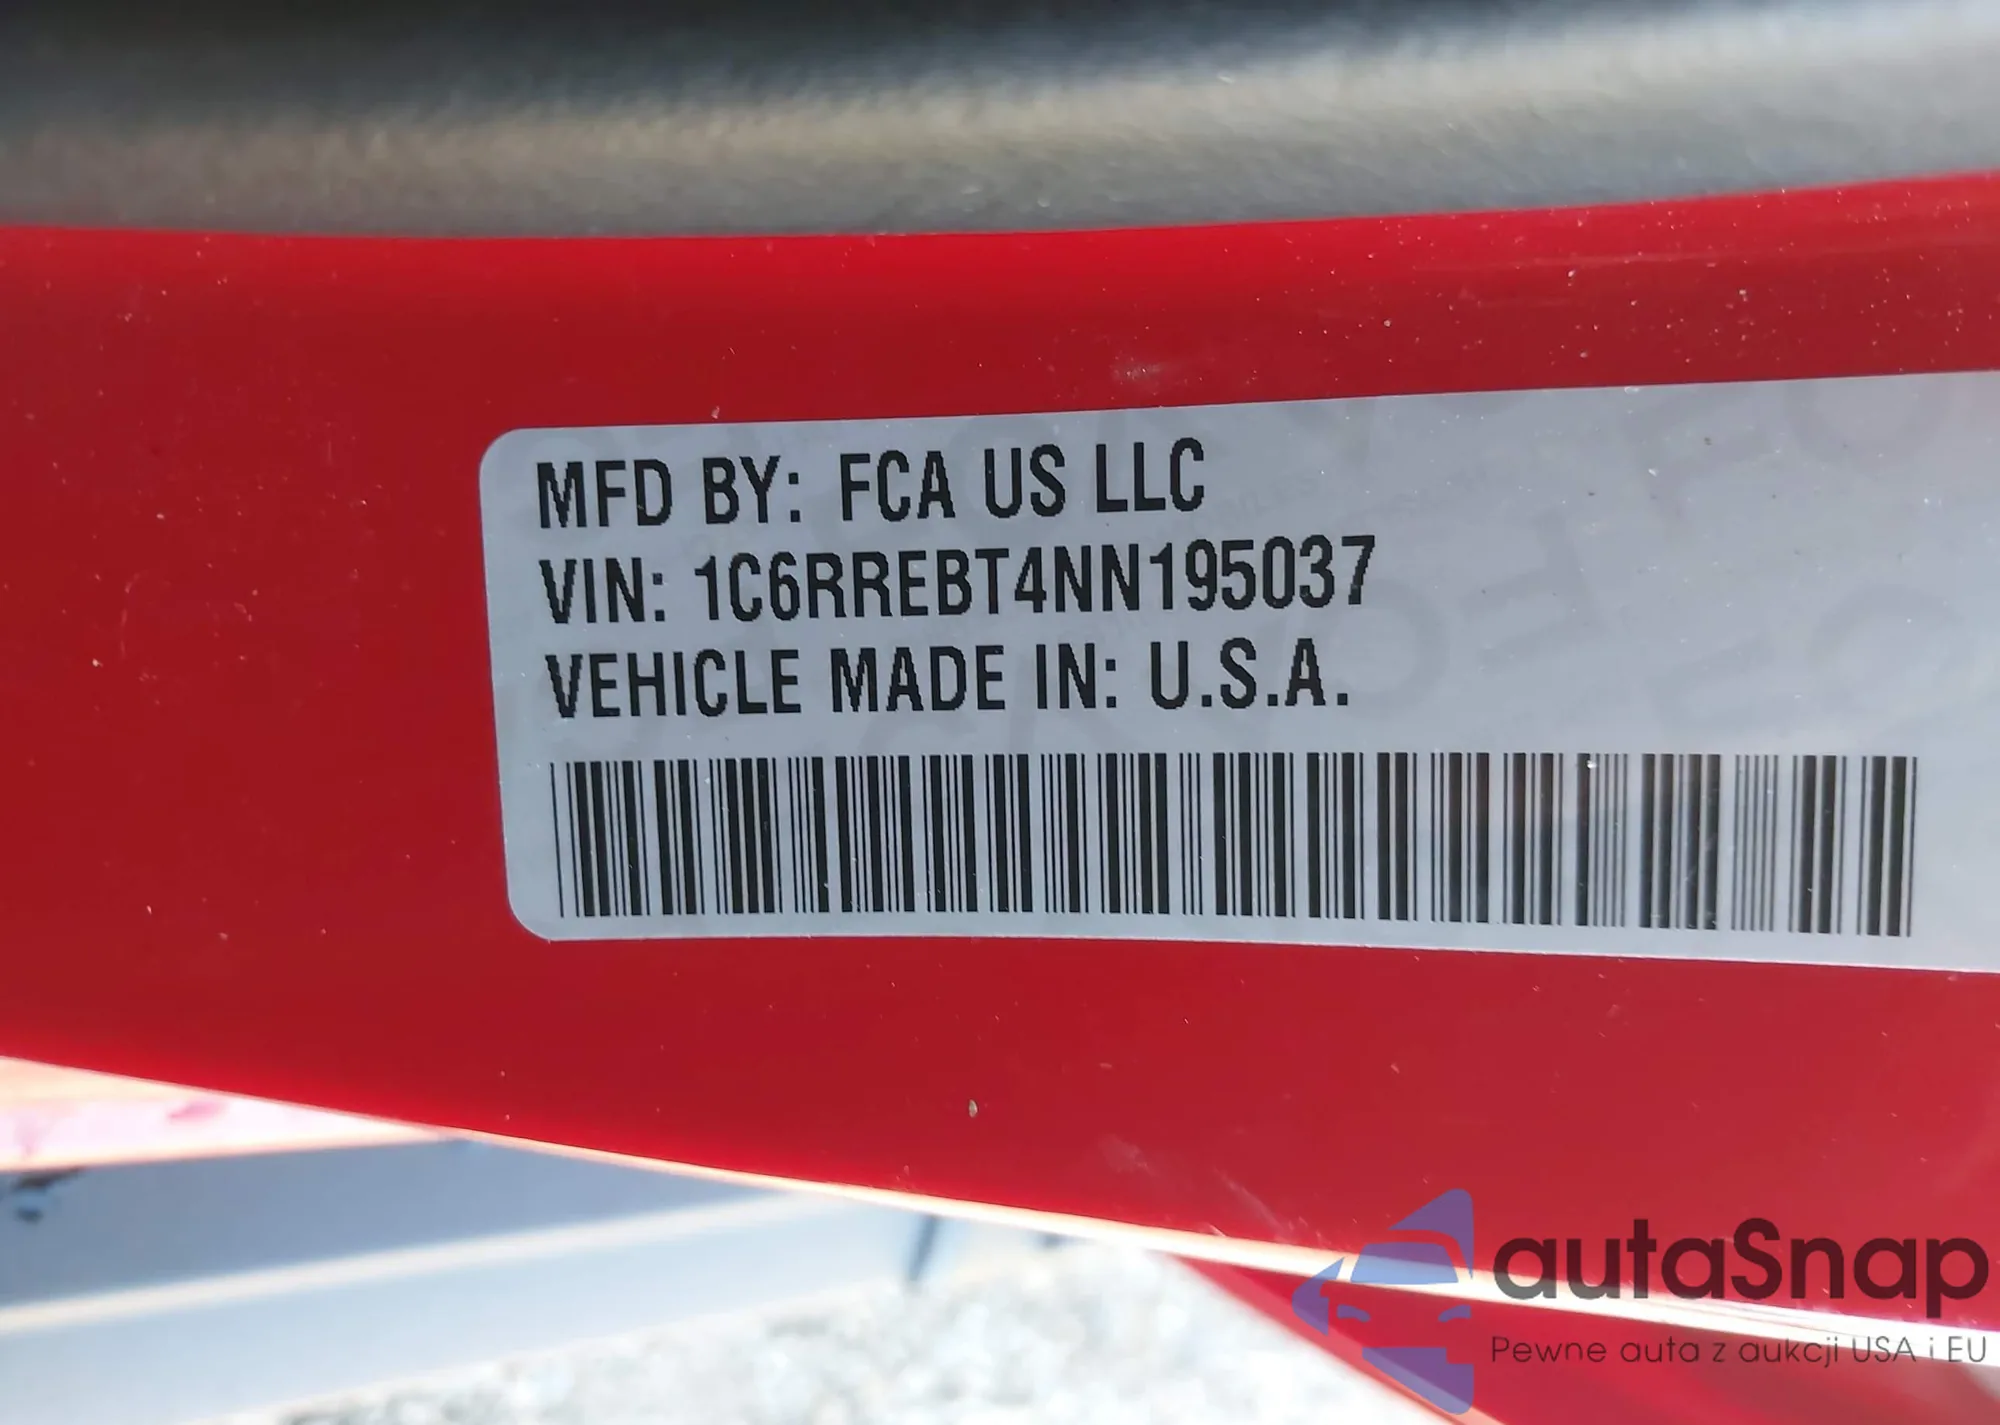 MFD BY: FCA US LLC
VIN: 1C6RREBT4NN195037
VEHICLE MADE IN: U.S.A.
autaSnap
Pewne auta z aukcji USA i EU